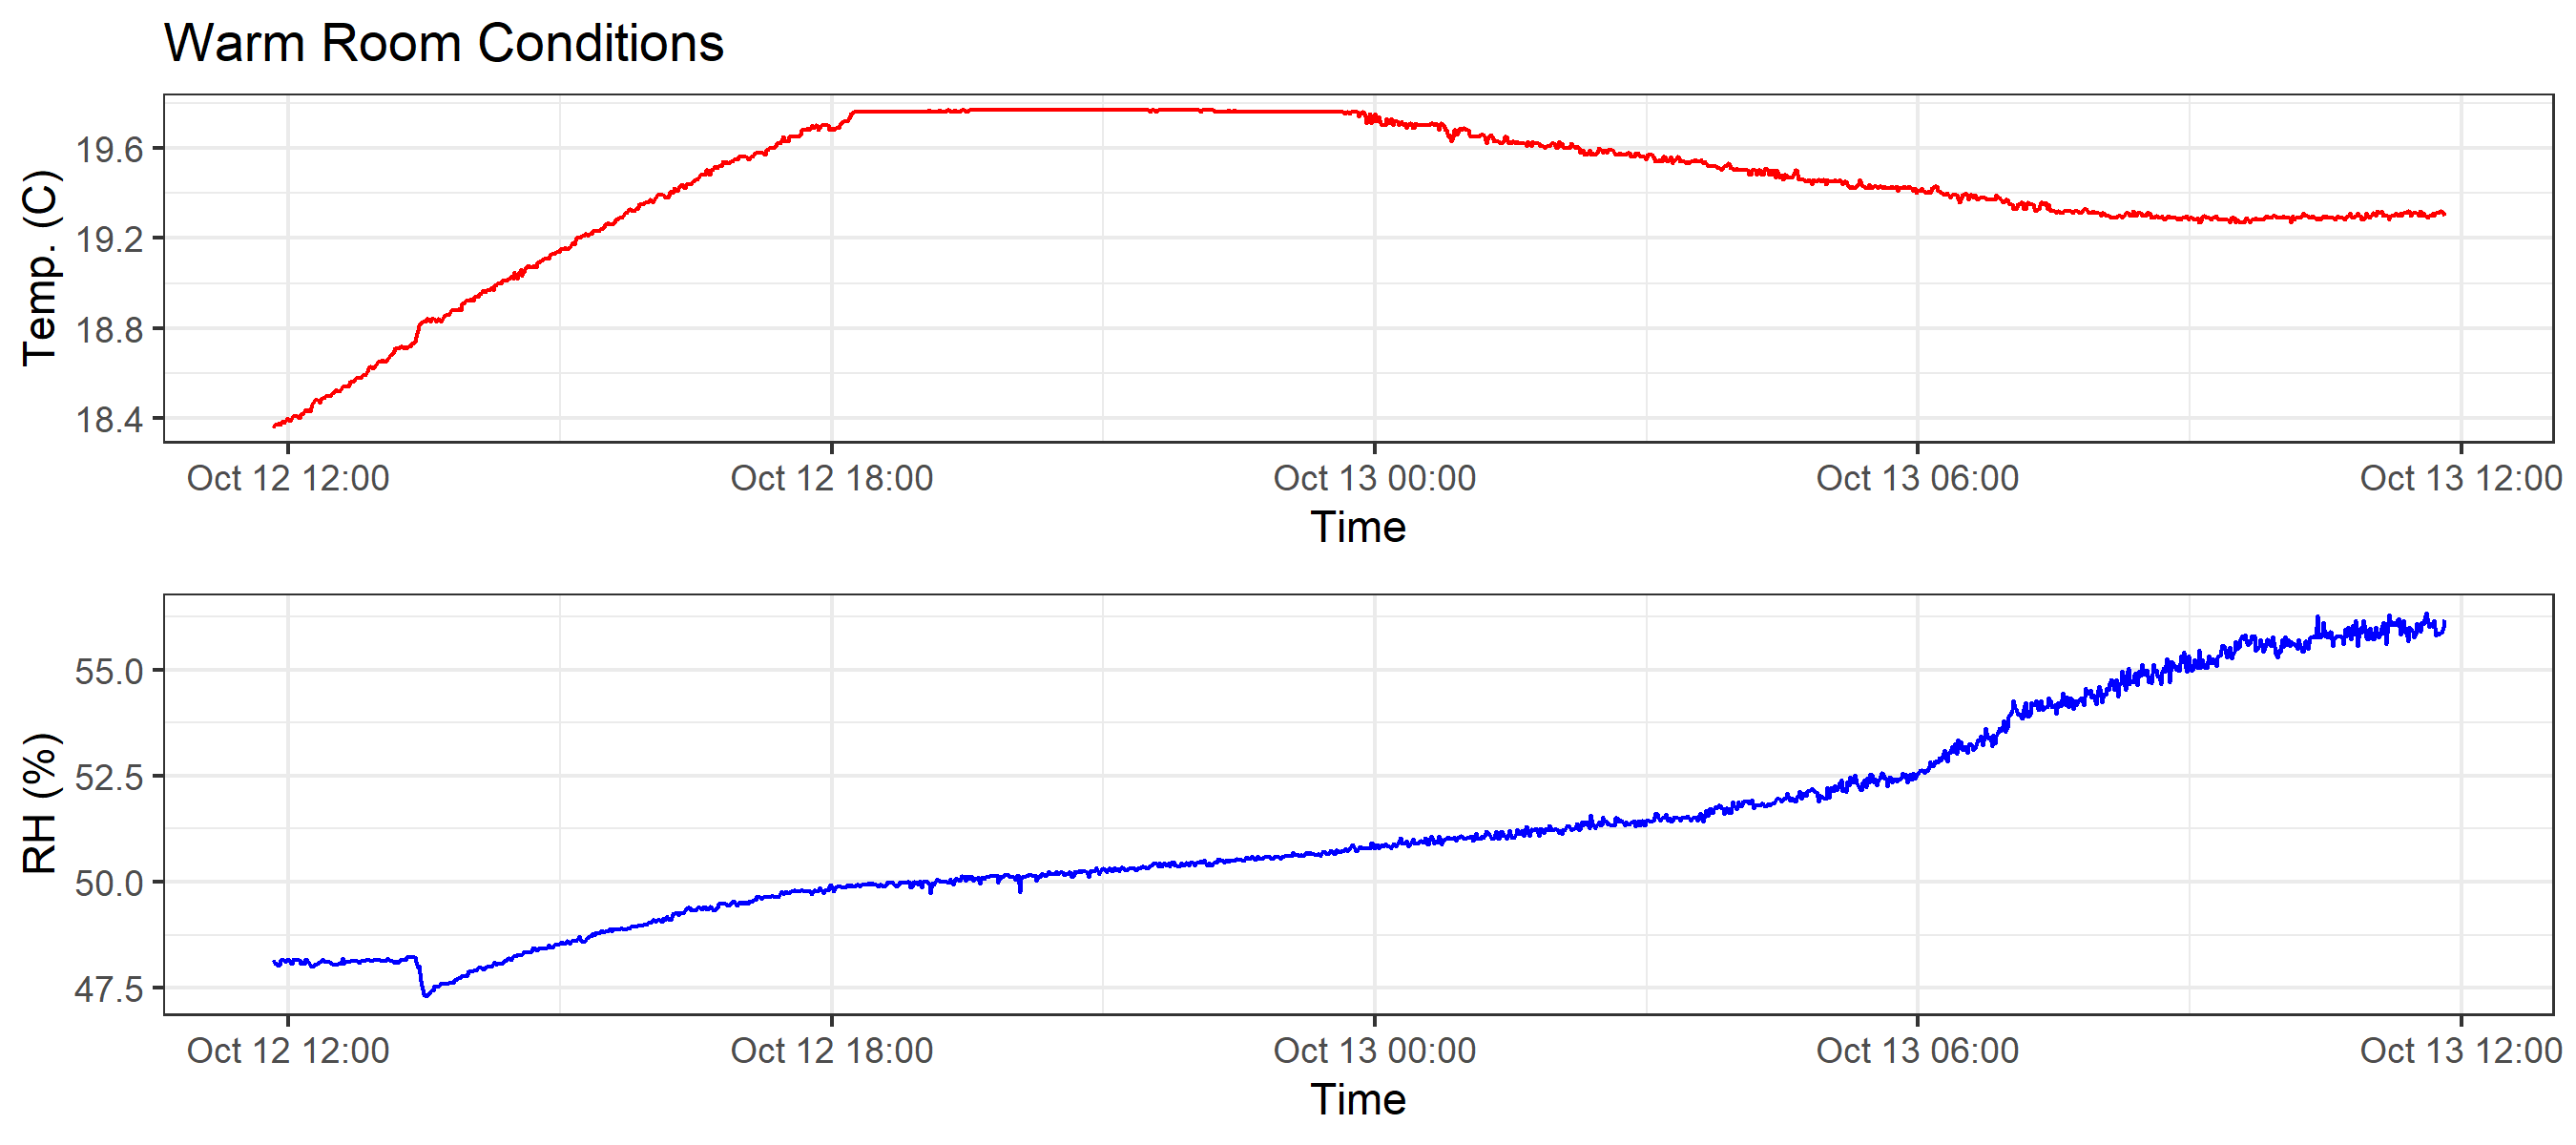 Warm Room Conditions
Temp. (C)
19.6
19.2
18.8
18.4
Oct 12 12:00 Oct 12 18:00 Oct 13 00:00 Oct 13 06:00 Oct 13 12:00
Time
RH (%)
55.0
52.5
50.0
47.5
Oct 12 12:00 Oct 12 18:00 Oct 13 00:00 Oct 13 06:00 Oct 13 12:00
Time